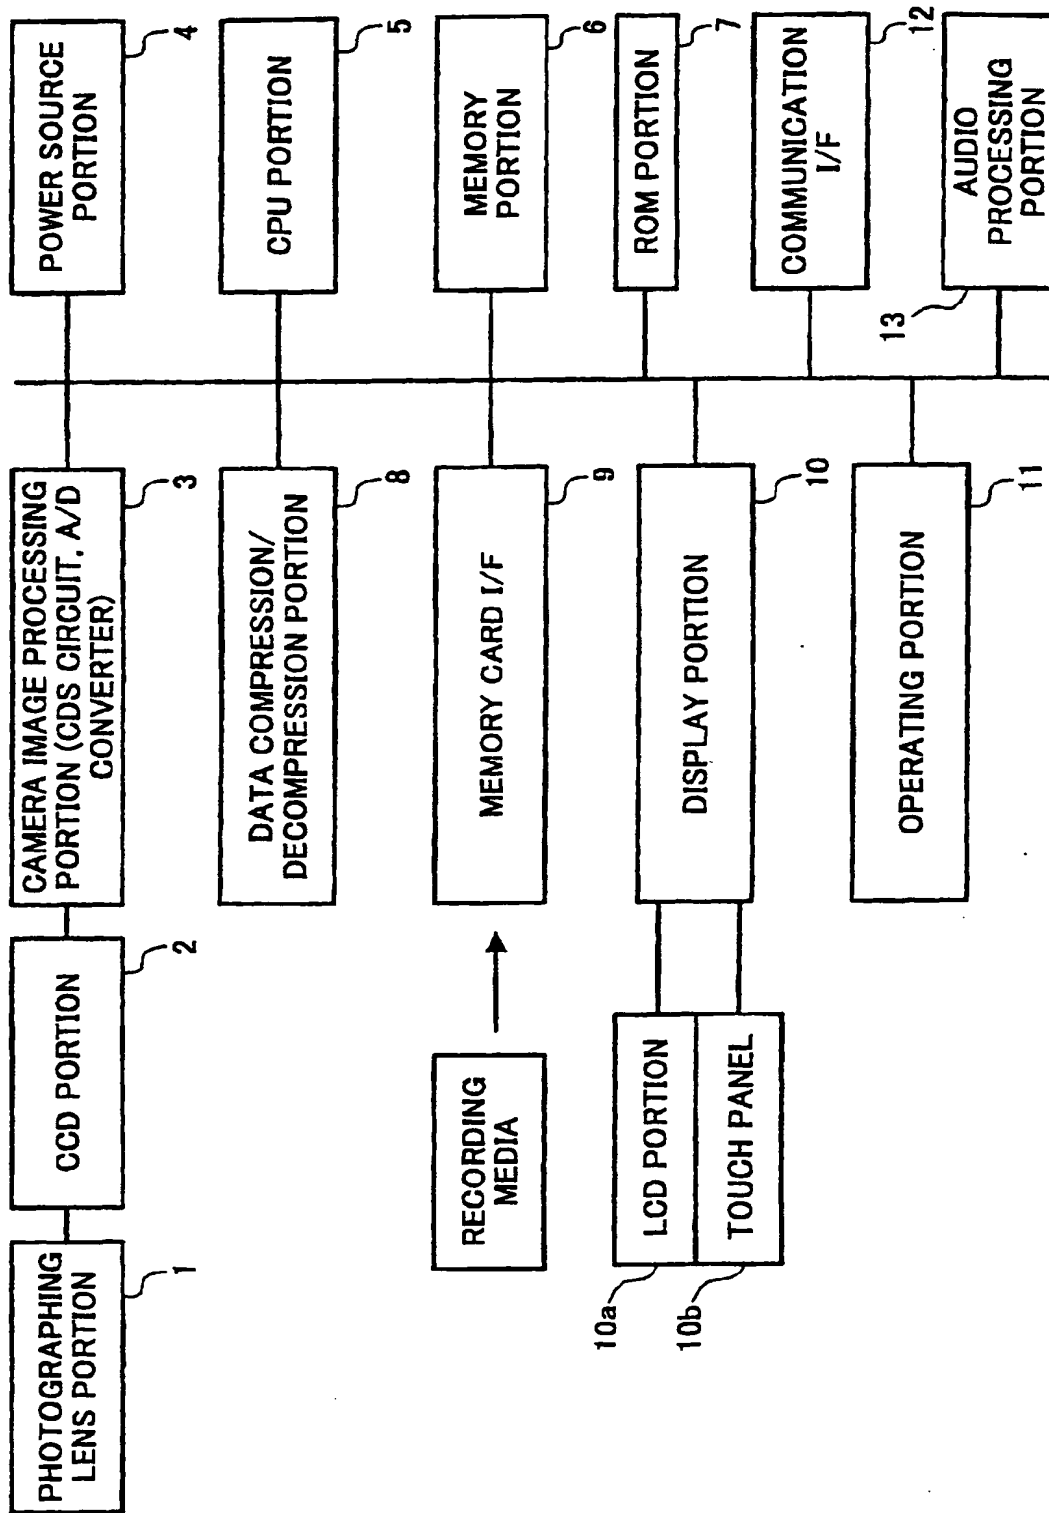 PHOTOGRAPHING
LENS PORTION
1
CCD PORTION
2
CAMERA IMAGE PROCESSING
PORTION (CDS CIRCUIT, A/D
CONVERTER)
3
POWER SOURCE
PORTION
4
DATA COMPRESSION/
DECOMPRESSION PORTION
8
CPU PORTION
5
RECORDING
MEDIA
MEMORY CARD I/F
9
MEMORY
PORTION
6
10a
LCD PORTION
10b
TOUCH PANEL
DISPLAY PORTION
10
ROM PORTION
7
OPERATING PORTION
11
COMMUNICATION
I/F
12
13
AUDIO
PROCESSING
PORTION